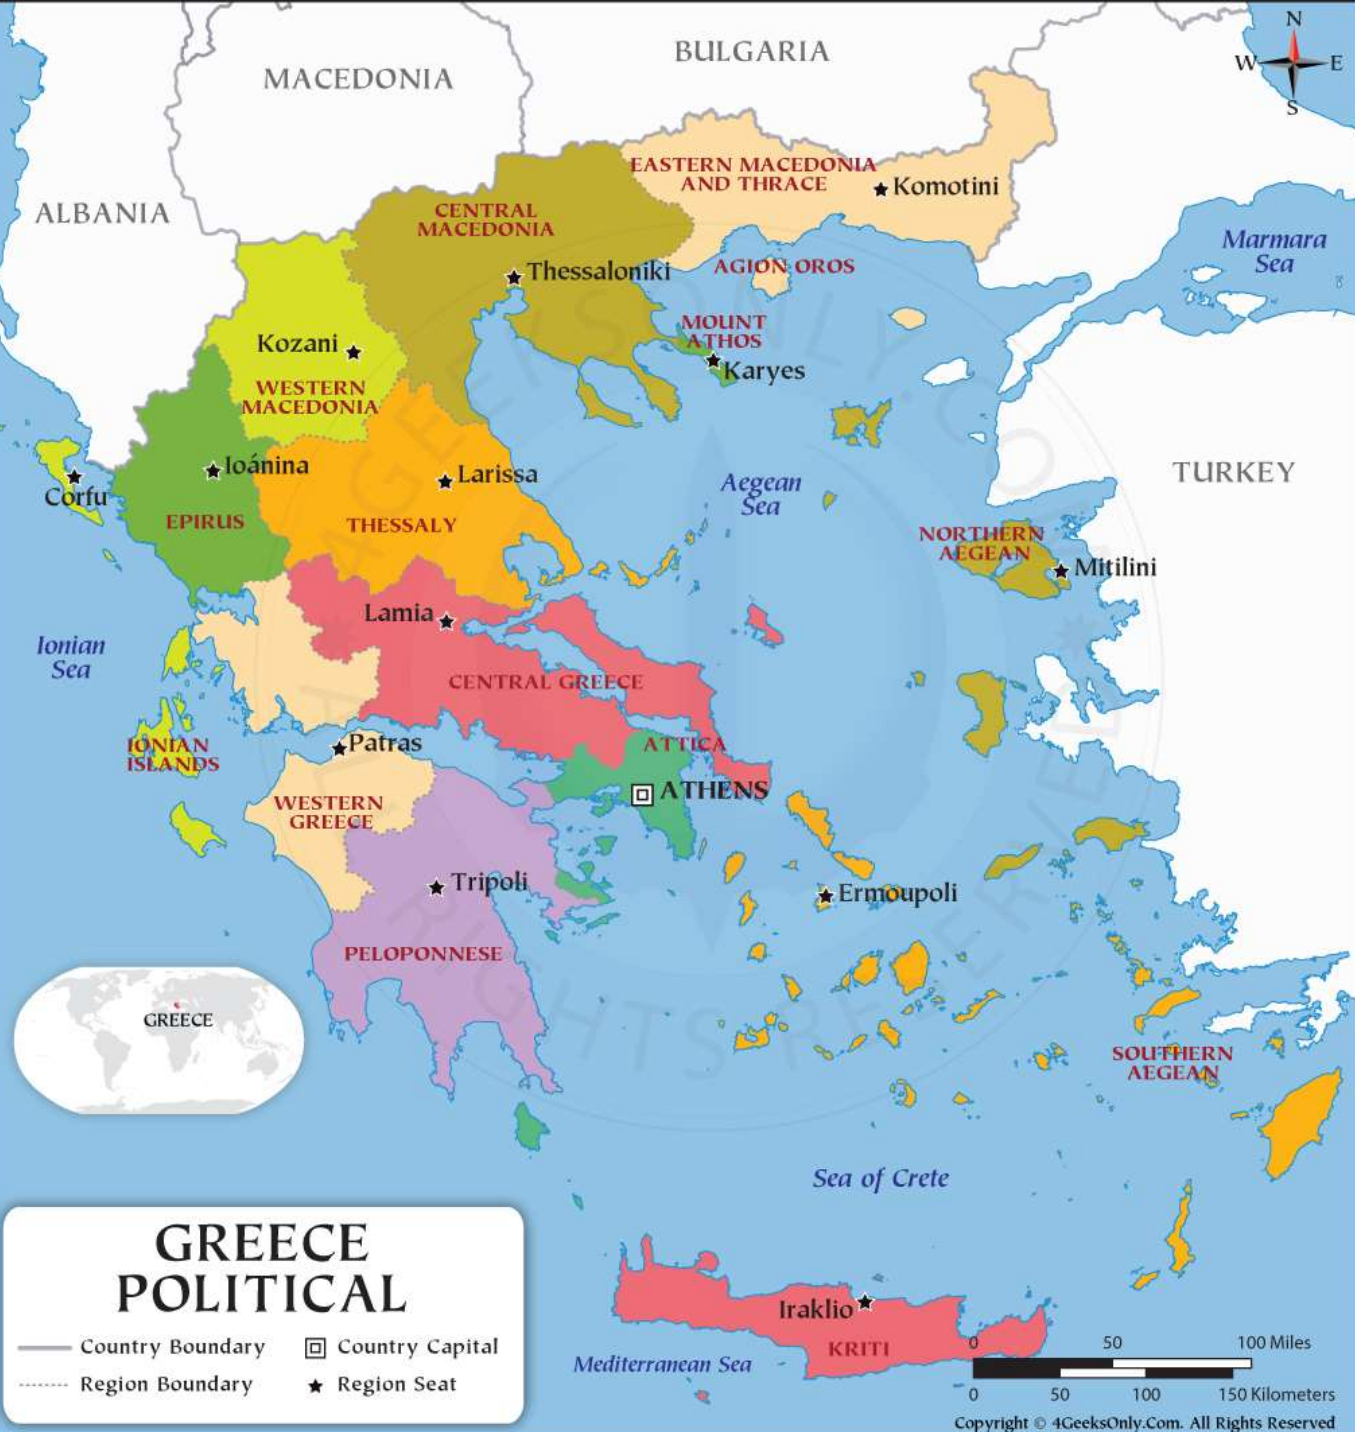 N
W E
S
BULGARIA
MACEDONIA
EASTERN MACEDONIA
AND THRACE
Komotini
ALBANIA
CENTRAL
MACEDONIA
Marmara
Sea
Thessaloniki
AGION OROS
MOUNT
ATHOS
Kozani
Karyes
WESTERN
MACEDONIA
Ioánina
Larissa
TURKEY
Corfu
Aegean
Sea
EPIRUS
THESSALY
NORTHERN
AEGEAN
Mitilini
Lamia
Ionian
Sea
CENTRAL GREECE
Patras
ATTICA
IONIAN
ISLANDS
ATHENS
WESTERN
GREECE
Tripoli
Ermoupoli
PELOPONNESE
GREECE
SOUTHERN
AEGEAN
Sea of Crete
GREECE
POLITICAL
Country Boundary
Country Capital
Region Boundary
Region Seat
Iraklio
KRITI
Mediterranean Sea
0 50 100 Miles
0 50 100 150 Kilometers
Copyright © 4GeeksOnly.Com. All Rights Reserved